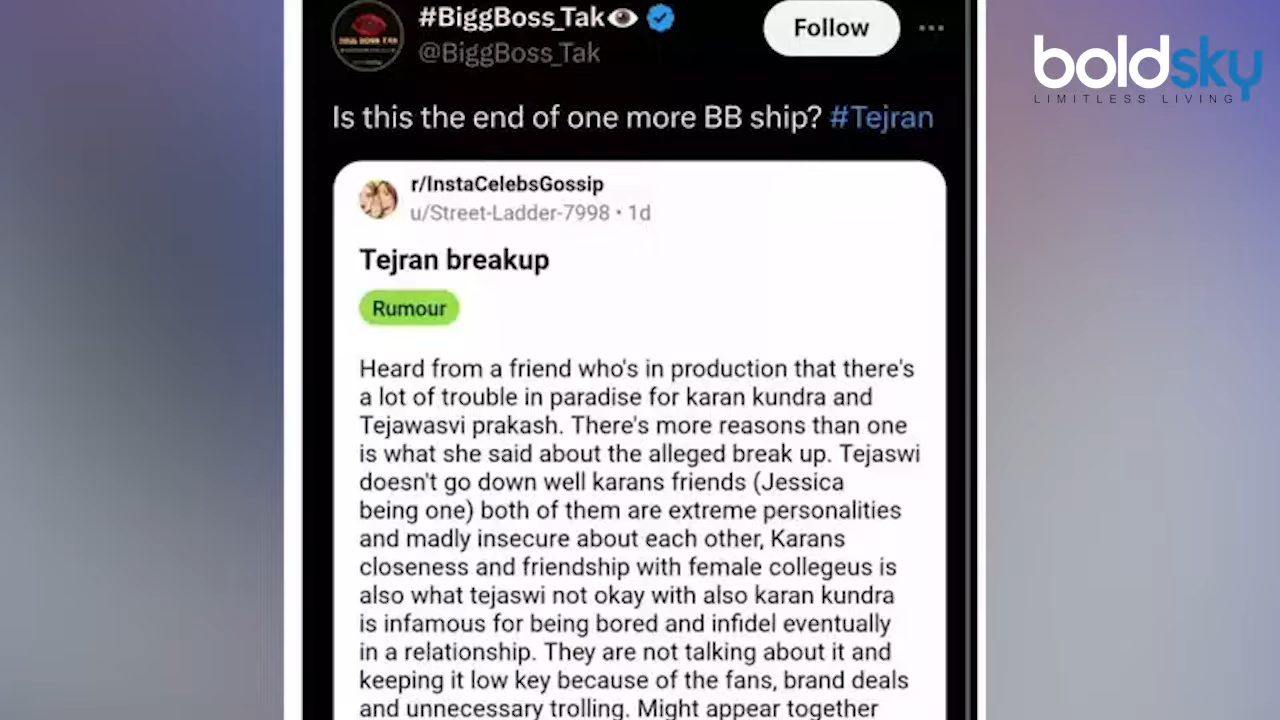 #BiggBoss_Tak
@BiggBoss_Tak
Follow
boldsky
LIMITLESS LIVING
Is this the end of one more BB ship? #Tejran
r/InstaCelebsGossip
u/Street-Ladder-7998 • 1d
Tejran breakup
Rumour
Heard from a friend who's in production that there's
a lot of trouble in paradise for karan kundra and
Tejawasvi prakash. There's more reasons than one
is what she said about the alleged break up. Tejaswi
doesn't go down well karans friends (Jessica
being one) both of them are extreme personalities
and madly insecure about each other, Karans
closeness and friendship with female collegeus is
also what tejaswi not okay with also karan kundra
is infamous for being bored and infidel eventually
in a relationship. They are not talking about it and
keeping it low key because of the fans, brand deals
and unnecessary trolling. Might appear together